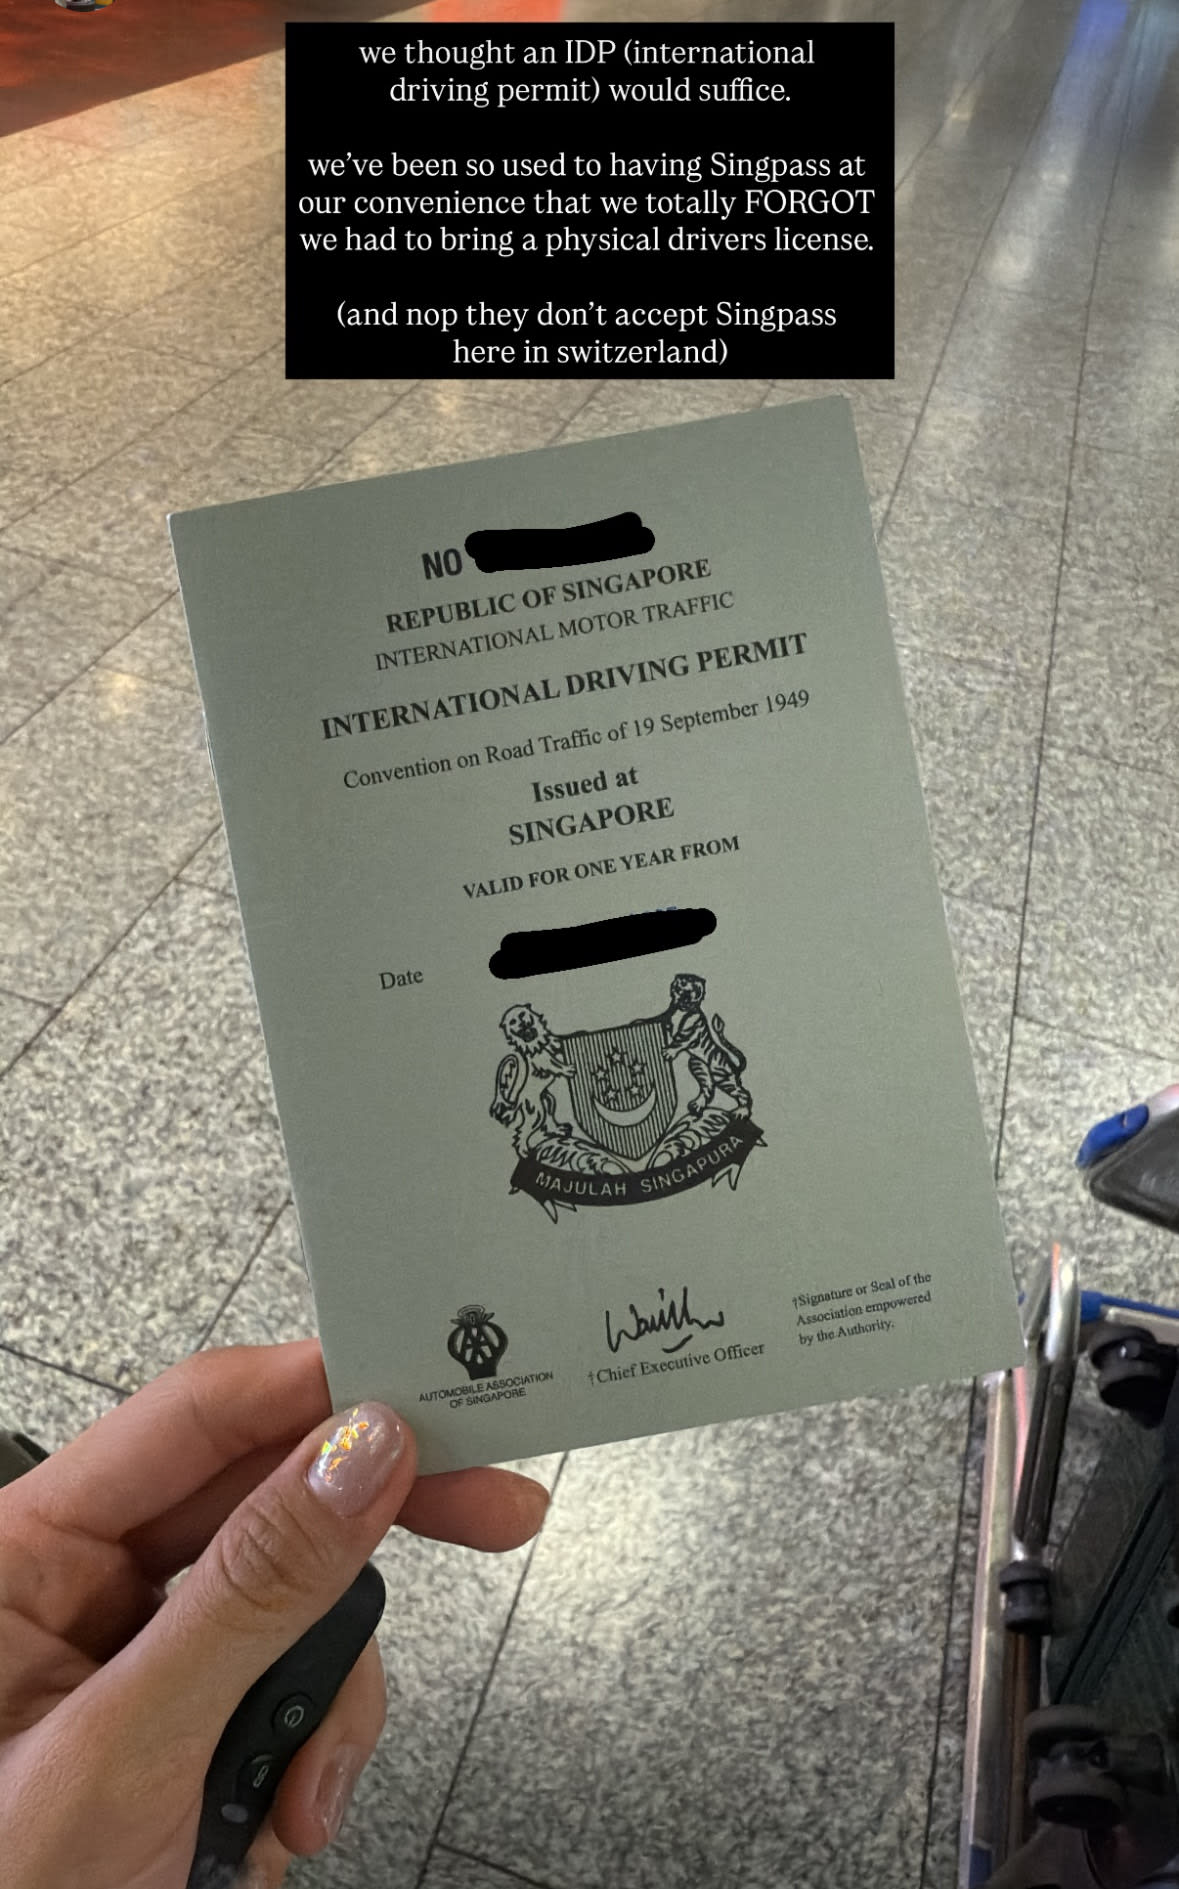 we thought an IDP (international
driving permit) would suffice.
we’ve been so used to having Singpass at
our convenience that we totally FORGOT
we had to bring a physical drivers license.
(and nop they don’t accept Singpass
here in switzerland)
NO
REPUBLIC OF SINGAPORE
INTERNATIONAL MOTOR TRAFFIC
INTERNATIONAL DRIVING PERMIT
Convention on Road Traffic of 19 September 1949
Issued at
SINGAPORE
VALID FOR ONE YEAR FROM
Date
MAJULAH SINGAPURA
AA
AUTOMOBILE ASSOCIATION
OF SINGAPORE
†Chief Executive Officer
†Signature or Seal of the
Association empowered
by the Authority.